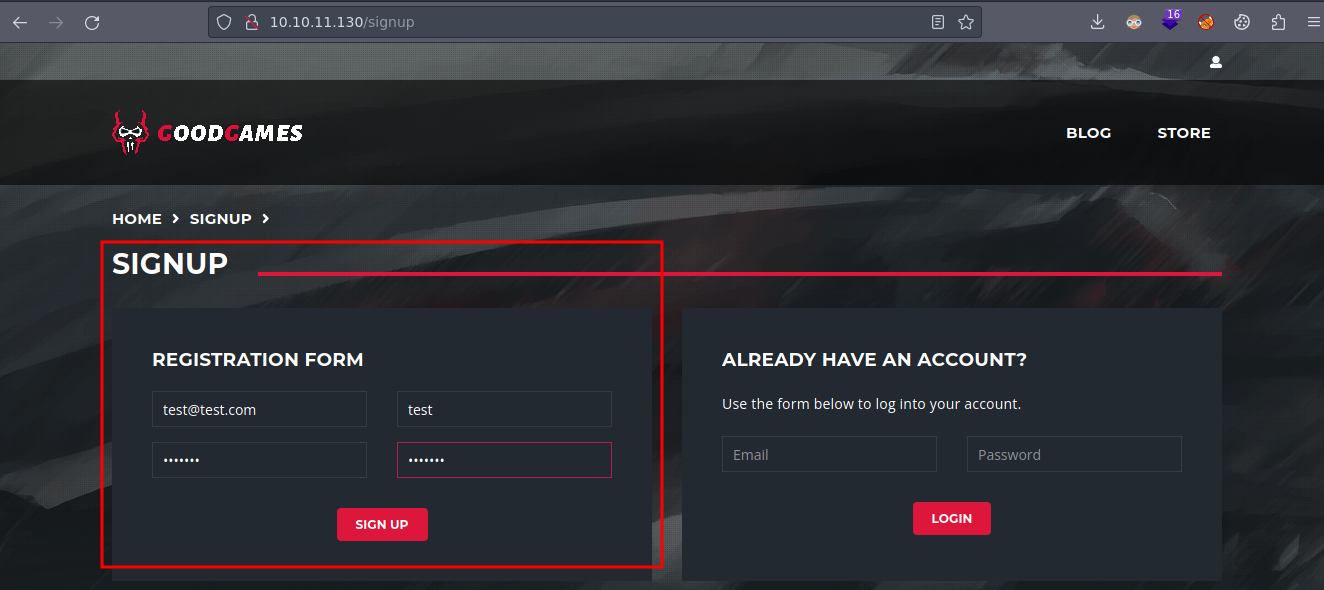 10.10.11.130/signup
16
GOODGAMES
BLOG STORE
HOME SIGNUP
SIGNUP
REGISTRATION FORM
test@test.com test
••••••• •••••••
SIGN UP
ALREADY HAVE AN ACCOUNT?
Use the form below to log into your account.
Email Password
LOGIN